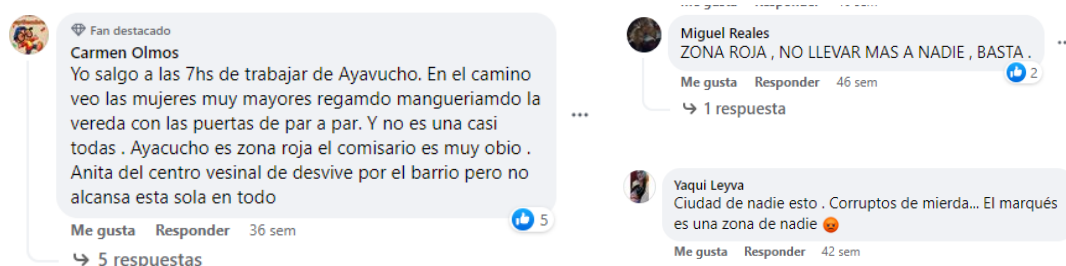 Fan destacado
Carmen Olmos
Yo salgo a las 7hs de trabajar de Ayavucho. En el camino
veo las mujeres muy mayores regamdo mangueriamdo la
vereda con las puertas de par a par. Y no es una casi
todas . Ayacucho es zona roja el comisario es muy obio .
Anita del centro vesinal de desvive por el barrio pero no
alcansa esta sola en todo
5
Me gusta Responder 36 sem
5 respuestas
Miguel Reales
ZONA ROJA , NO LLEVAR MAS A NADIE , BASTA .
2
Me gusta Responder 46 sem
1 respuesta
Yaqui Leyva
Ciudad de nadie esto . Corruptos de mierda... El marqués
es una zona de nadie 😡
Me gusta Responder 42 sem